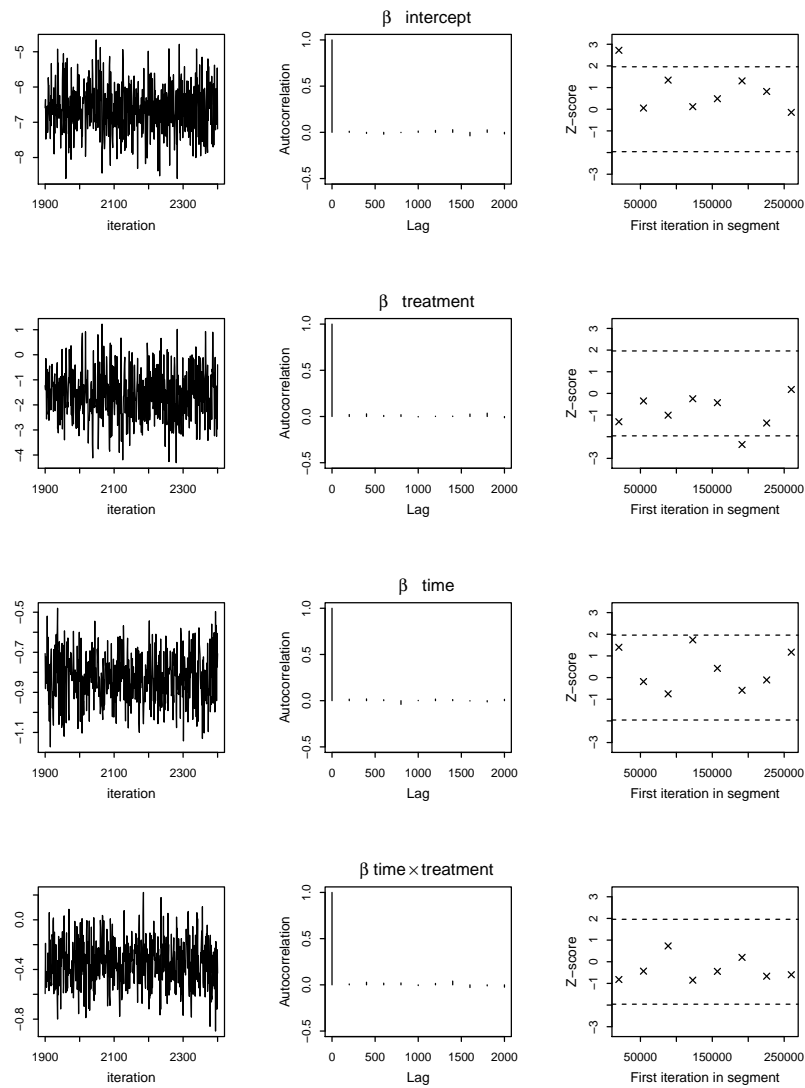 β intercept
−5
−6
−7
−8
1900 2100 2300
iteration
Autocorrelation
1.0
0.5
0.0
−0.5
0 500 1000 1500 2000
Lag
Z−score
3
2
1
0
−1
−3
50000 150000 250000
First iteration in segment
β treatment
1
0
−1
−2
−3
−4
1900 2100 2300
iteration
Autocorrelation
1.0
0.5
0.0
−0.5
0 500 1000 1500 2000
Lag
Z−score
3
2
1
0
−1
−3
50000 150000 250000
First iteration in segment
β time
−0.5
−0.7
−0.9
−1.1
1900 2100 2300
iteration
Autocorrelation
1.0
0.5
0.0
−0.5
0 500 1000 1500 2000
Lag
Z−score
3
2
1
0
−1
−3
50000 150000 250000
First iteration in segment
β time×treatment
0.0
−0.4
−0.8
1900 2100 2300
iteration
Autocorrelation
1.0
0.5
0.0
−0.5
0 500 1000 1500 2000
Lag
Z−score
3
2
1
0
−1
−3
50000 150000 250000
First iteration in segment